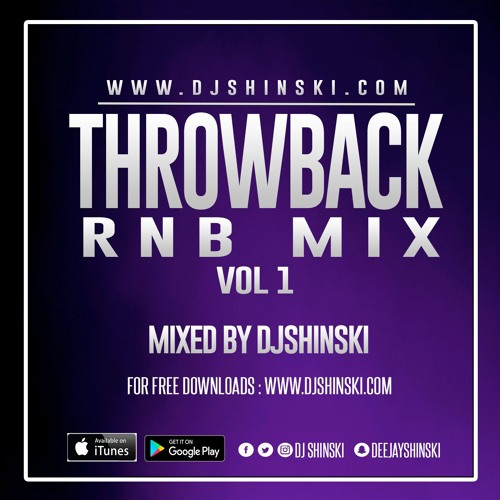 WWW.DJSHINSKI.COM
THROWBACK
RNB MIX
VOL 1
MIXED BY DJSHINSKI
FOR FREE DOWNLOADS : WWW.DJSHINSKI.COM
Available on
iTunes
GET IT ON
Google Play
DJ SHINSKI
DEEJAYSHINSKI